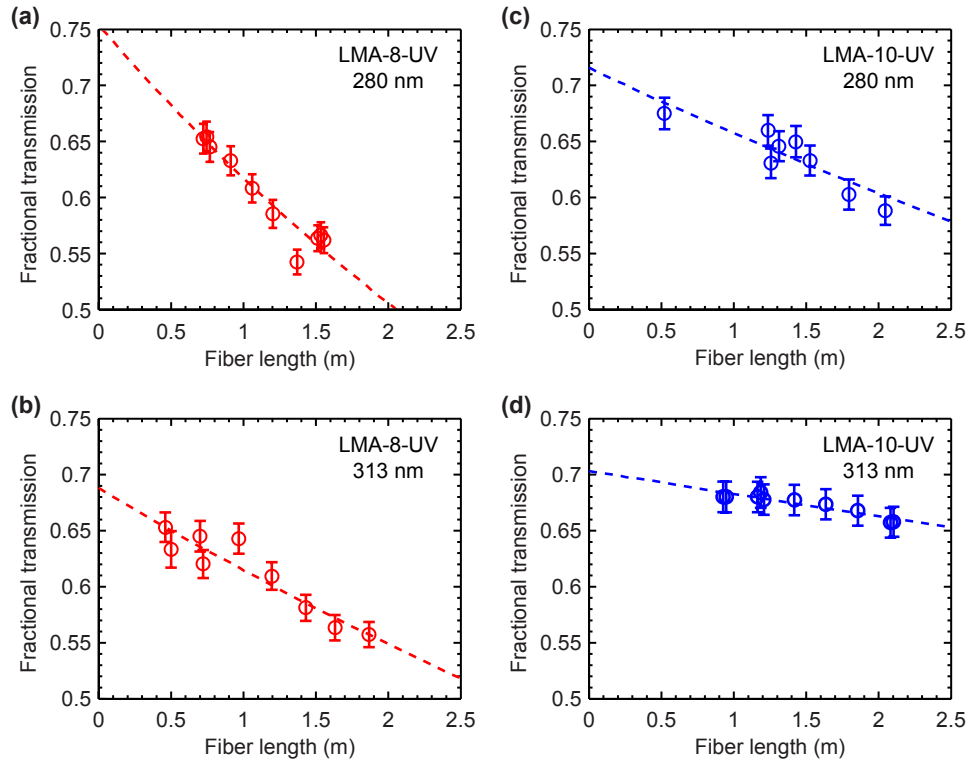 (a)
LMA-8-UV
280 nm
Fractional transmission
0.75
0.7
0.65
0.6
0.55
0.5
0 0.5 1 1.5 2 2.5
Fiber length (m)
(c)
LMA-10-UV
280 nm
Fractional transmission
0.75
0.7
0.65
0.6
0.55
0.5
0 0.5 1 1.5 2 2.5
Fiber length (m)
(b)
LMA-8-UV
313 nm
Fractional transmission
0.75
0.7
0.65
0.6
0.55
0.5
0 0.5 1 1.5 2 2.5
Fiber length (m)
(d)
LMA-10-UV
313 nm
Fractional transmission
0.75
0.7
0.65
0.6
0.55
0.5
0 0.5 1 1.5 2 2.5
Fiber length (m)